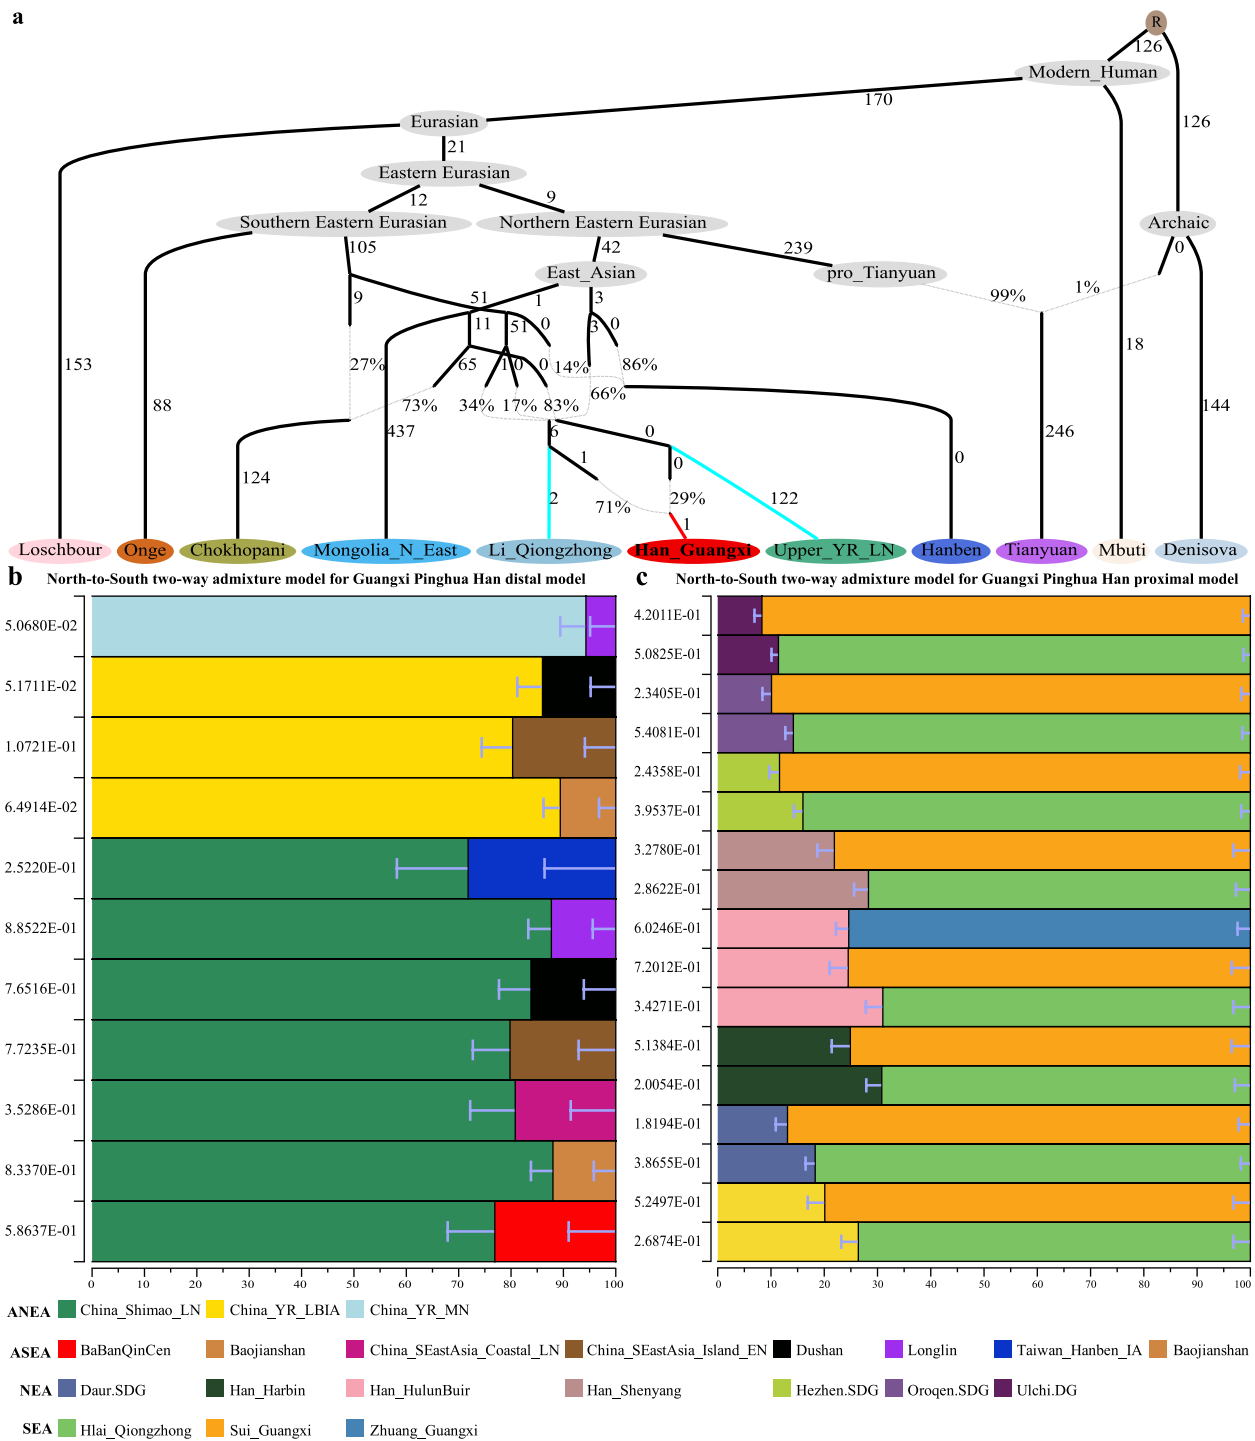 a
R
126
Modern_Human
170
126
Eurasian
21
Eastern Eurasian
12
9
Southern Eastern Eurasian
Northern Eastern Eurasian
Archaic
105
42
239
0
East_Asian
pro_Tianyuan
9
51
1
3
99%
1%
11
51
0
3
0
153
27%
65
1
0
0
14%
86%
18
88
73%
34%
17%
83%
66%
144
437
6
0
246
124
1
0
0
2
71%
29%
122
1
Loschbour
Onge
Chokhopani
Mongolia_N_East
Li_Qiongzhong
Han_Guangxi
Upper_YR_LN
Hanben
Tianyuan
Mbuti
Denisova
b
North-to-South two-way admixture model for Guangxi Pinghua Han distal model
5.0680E-02
5.1711E-02
1.0721E-01
6.4914E-02
2.5220E-01
8.8522E-01
7.6516E-01
7.7235E-01
3.5286E-01
8.3370E-01
5.8637E-01
0 10 20 30 40 50 60 70 80 90 100
c
North-to-South two-way admixture model for Guangxi Pinghua Han proximal model
4.2011E-01
5.0825E-01
2.3405E-01
5.4081E-01
2.4358E-01
3.9537E-01
3.2780E-01
2.8622E-01
6.0246E-01
7.2012E-01
3.4271E-01
5.1384E-01
2.0054E-01
1.8194E-01
3.8655E-01
5.2497E-01
2.6874E-01
0 10 20 30 40 50 60 70 80 90 100
ANEA China_Shimao_LN China_YR_LBIA China_YR_MN
ASEA BaBanQinCen Baojianshan China_SEastAsia_Coastal_LN China_SEastAsia_Island_EN Dushan Longlin Taiwan_Hanben_IA Baojianshan
NEA Daur.SDG Han_Harbin Han_HulunBuir Han_Shenyang Hezhen.SDG Oroqen.SDG Ulchi.DG
SEA Hlai_Qiongzhong Sui_Guangxi Zhuang_Guangxi